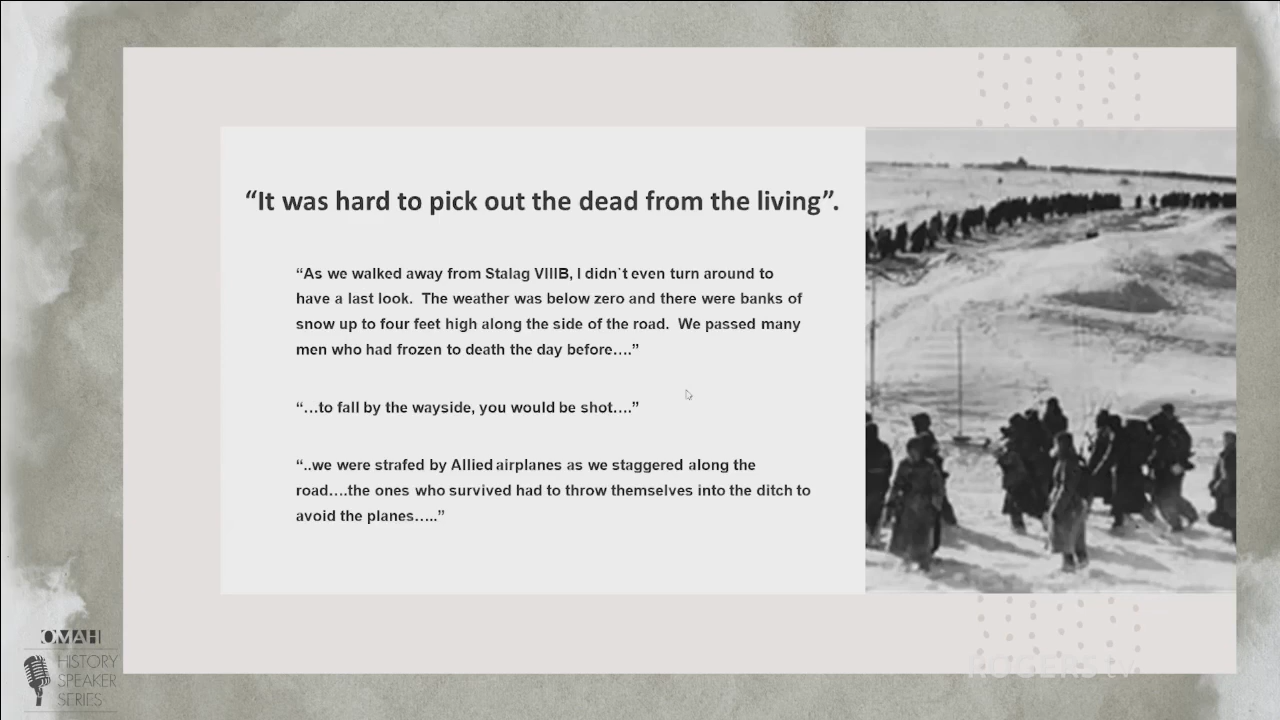 “It was hard to pick out the dead from the living”.
“As we walked away from Stalag VIIIB, I didn't even turn around to
have a last look.  The weather was below zero and there were banks of
snow up to four feet high along the side of the road.  We passed many
men who had frozen to death the day before….”
“…to fall by the wayside, you would be shot….”
“..we were strafed by Allied airplanes as we staggered along the
road….the ones who survived had to throw themselves into the ditch to
avoid the planes…..”
OMAH
HISTORY
SPEAKER
SERIES
ROGERS tv